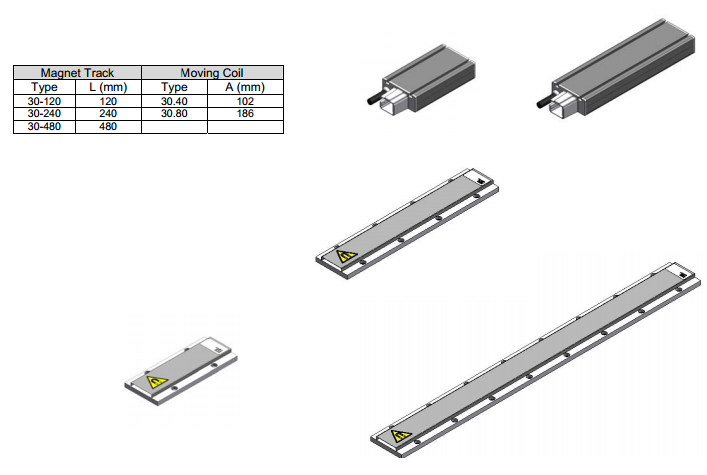 Magnet Track Moving Coil
Type L (mm) Type A (mm)
30-120 120 30.40 102
30-240 240 30.80 186
30-480 480